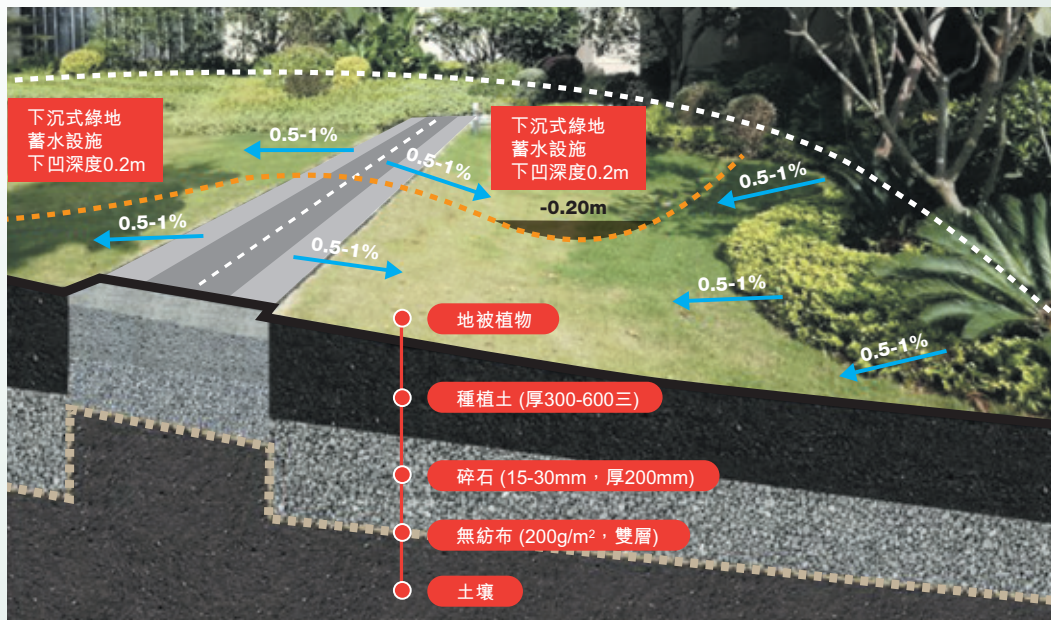 下沉式綠地
蓄水設施
下凹深度0.2m
0.5-1%
0.5-1%
下沉式綠地
蓄水設施
下凹深度0.2m
0.5-1%
-0.20m
0.5-1%
0.5-1%
0.5-1%
0.5-1%
地被植物
種植土 (厚300-600三)
碎石 (15-30mm，厚200mm)
無紡布 (200g/m²，雙層)
土壤